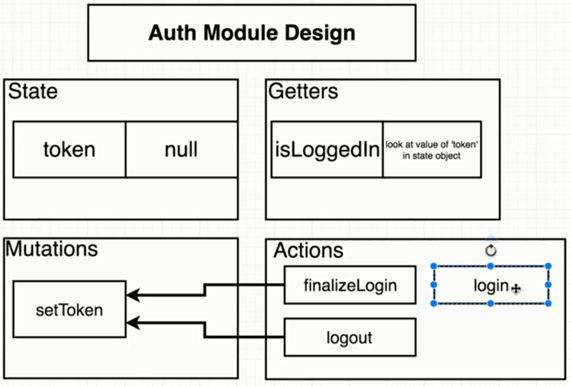 Auth Module Design
State
token null
Getters
isLoggedIn look at value of 'token'
in state object
Mutations
setToken
Actions
finalizeLogin login
logout